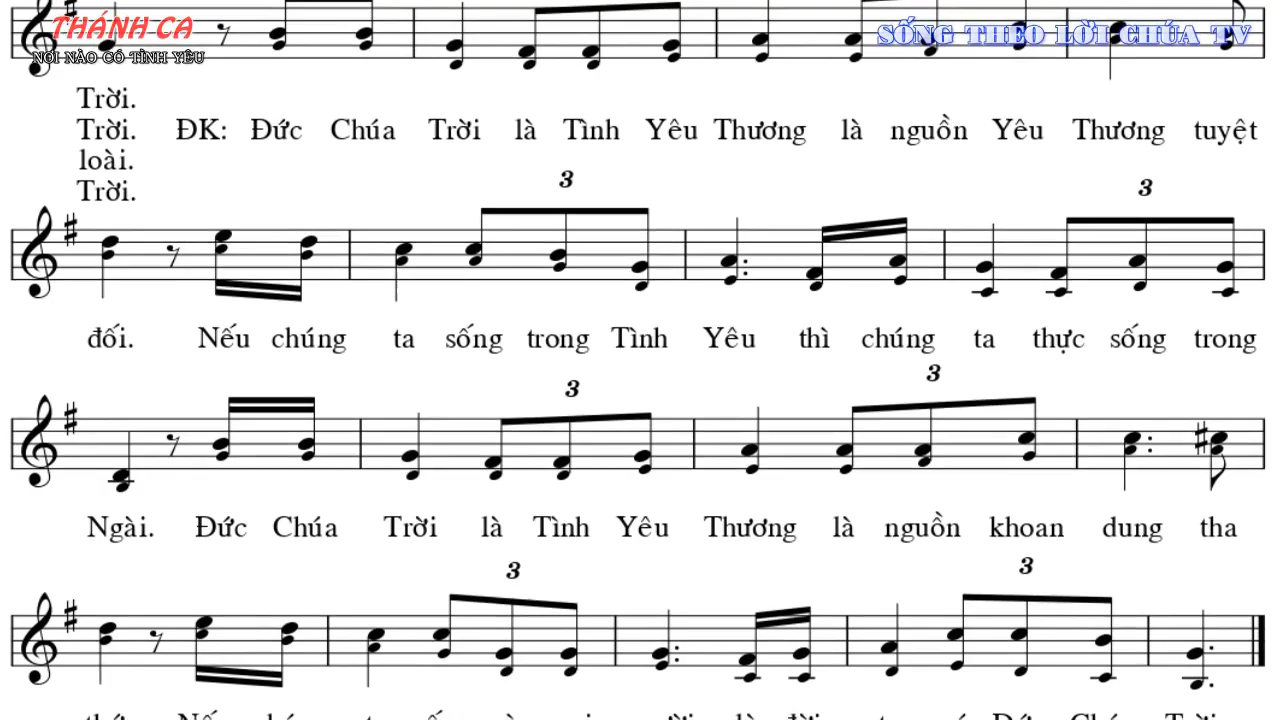 THÁNH CA
NƠI NÀO CÓ TÌNH YÊU
SỐNG THEO LỜI CHÚA TV
Trời.
Trời. ĐK: Đức Chúa Trời là Tình Yêu Thương là nguồn Yêu Thương tuyệt
loài.
Trời.
3
3
đối. Nếu chúng ta sống trong Tình Yêu thì chúng ta thực sống trong
3
3
Ngài. Đức Chúa Trời là Tình Yêu Thương là nguồn khoan dung tha
3
3